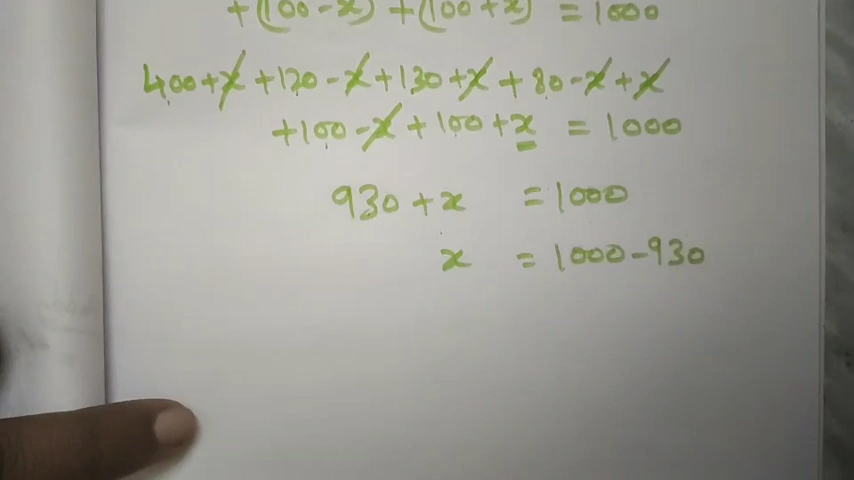 +(100-x) +(100+x) =1000
400+x+120-x+130+x+80-x+x
+100-x+100+x =1000
930+x =1000
x =1000-930